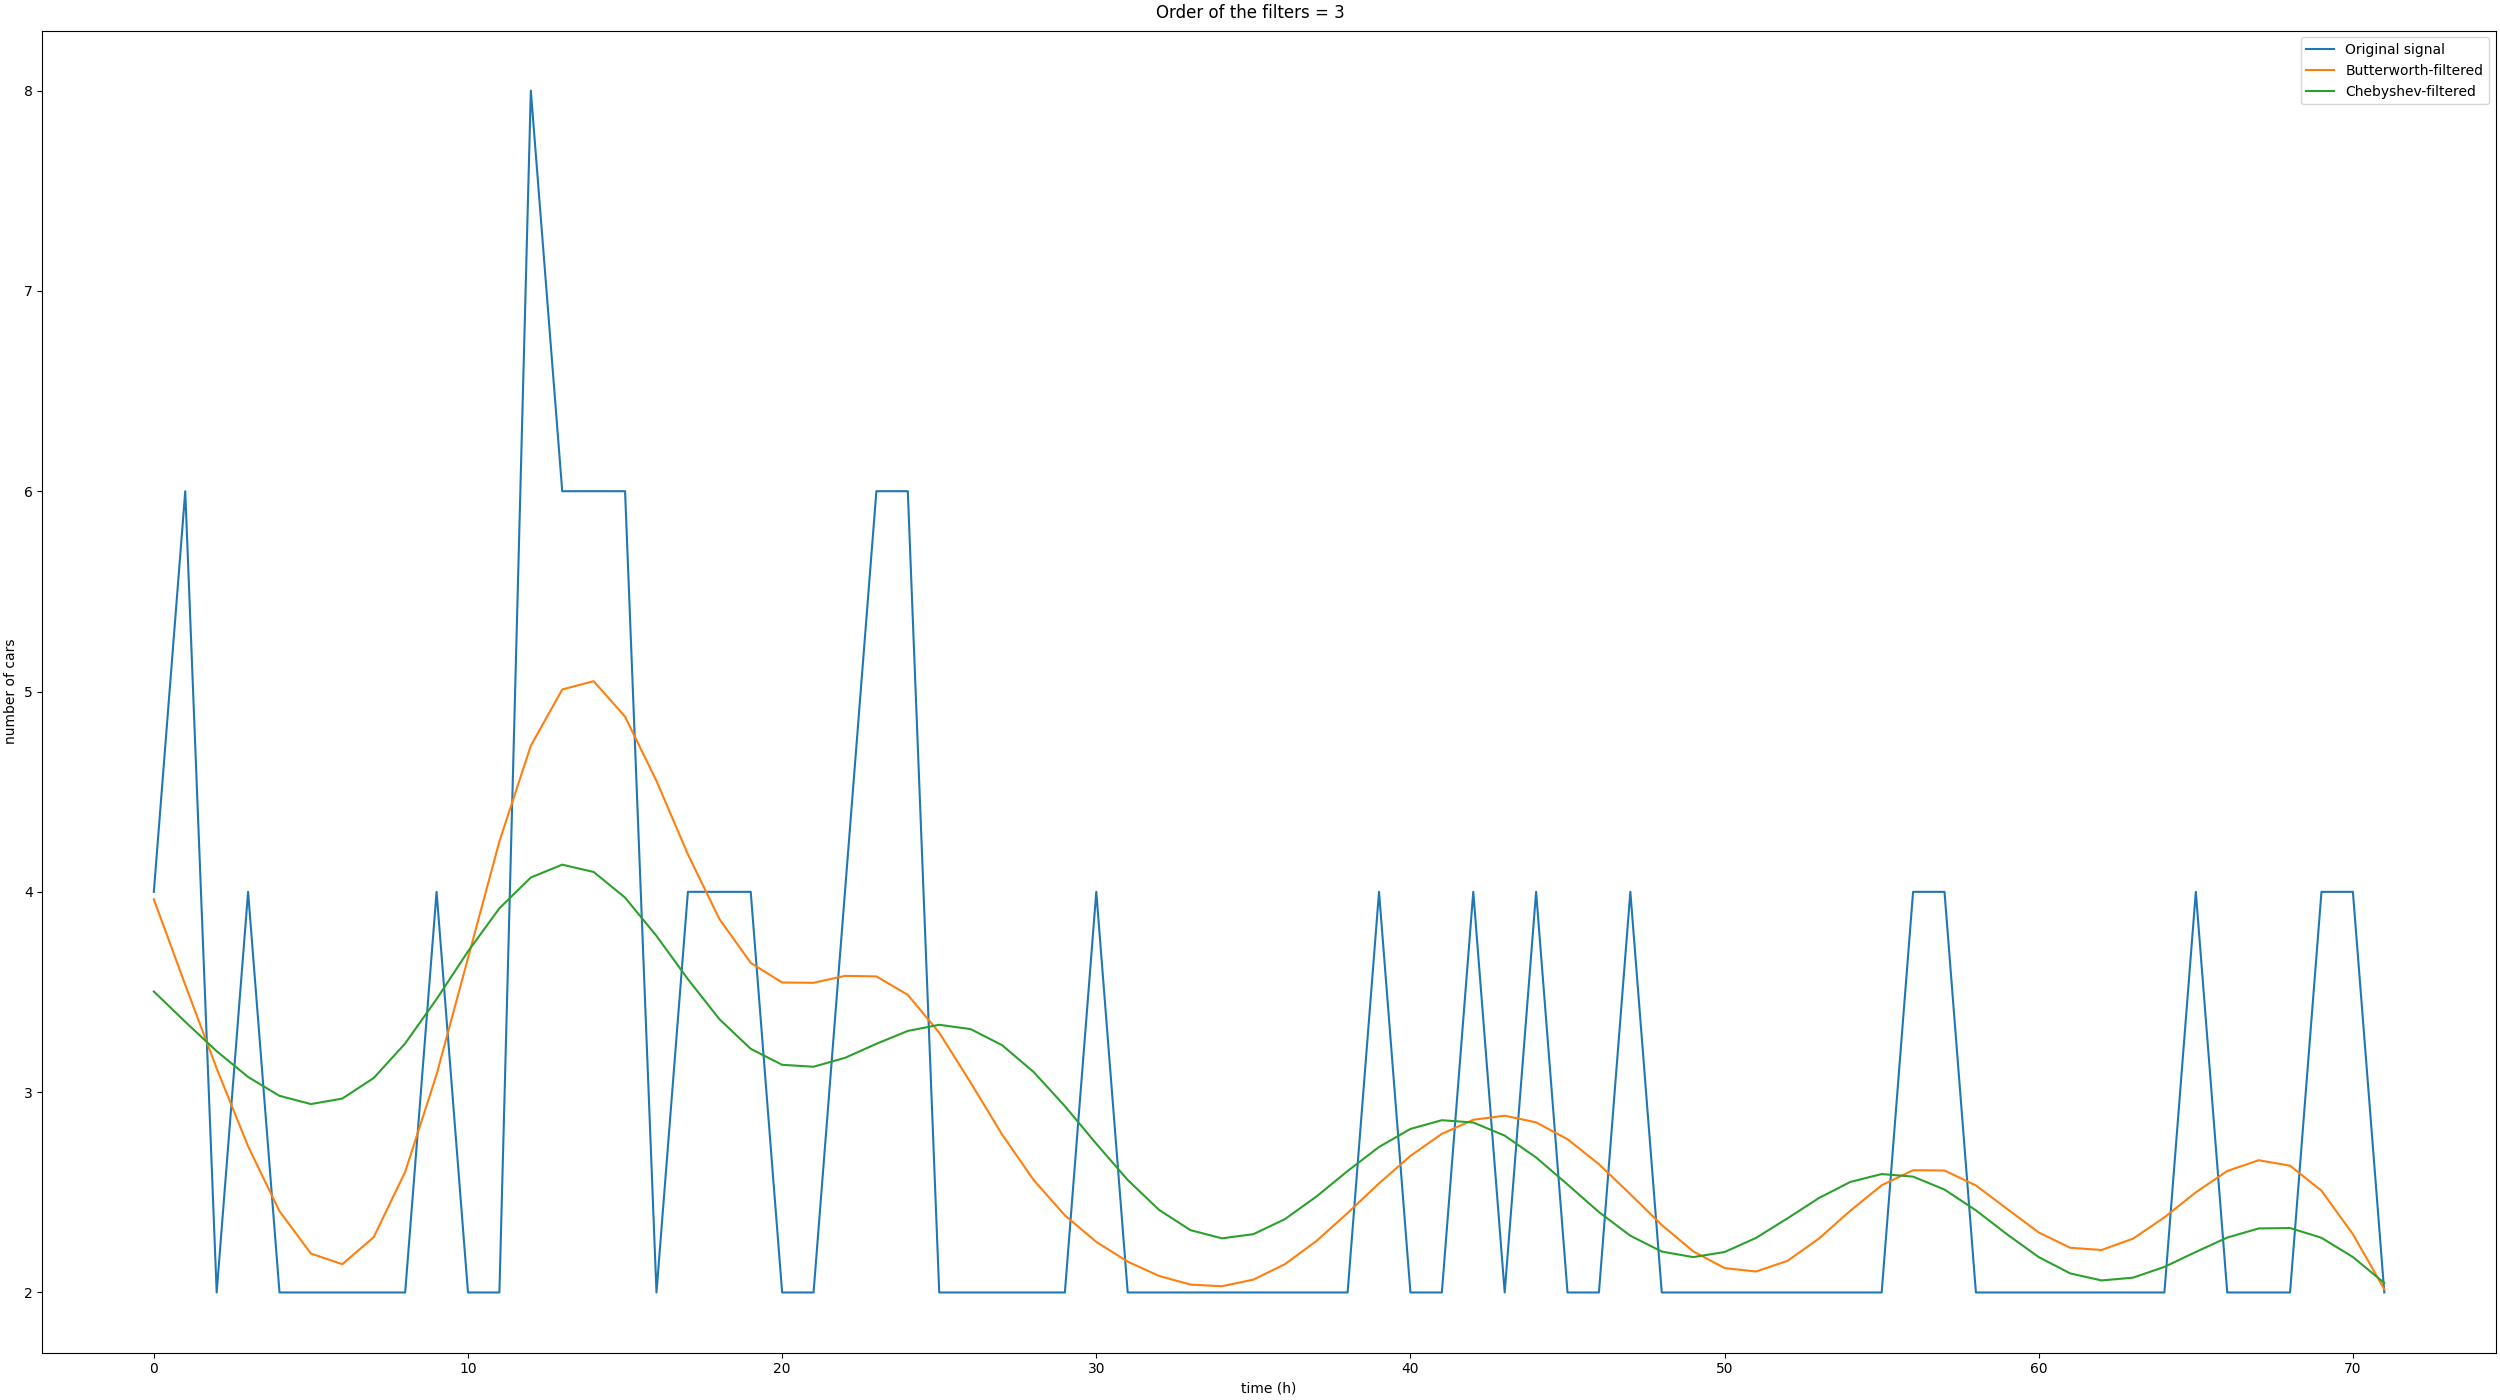 Order of the filters = 3
Original signal
Butterworth-filtered
Chebyshev-filtered
8
7
6
5
4
3
2
number of cars
0 10 20 30 40 50 60 70
time (h)